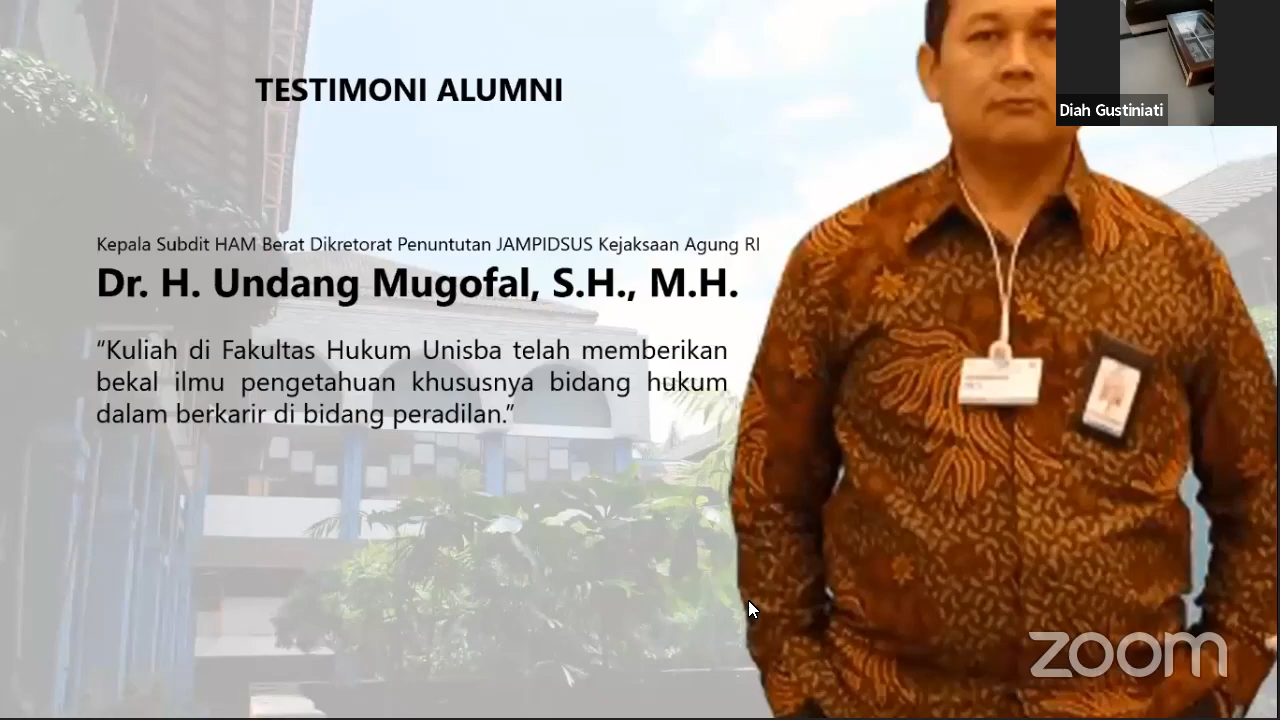 TESTIMONI ALUMNI
Diah Gustiniati
Kepala Subdit HAM Berat Dikretorat Penuntutan JAMPIDSUS Kejaksaan Agung RI
Dr. H. Undang Mugofal, S.H., M.H.
“Kuliah di Fakultas Hukum Unisba telah memberikan
bekal ilmu pengetahuan khususnya bidang hukum
dalam berkarir di bidang peradilan.”
zoom